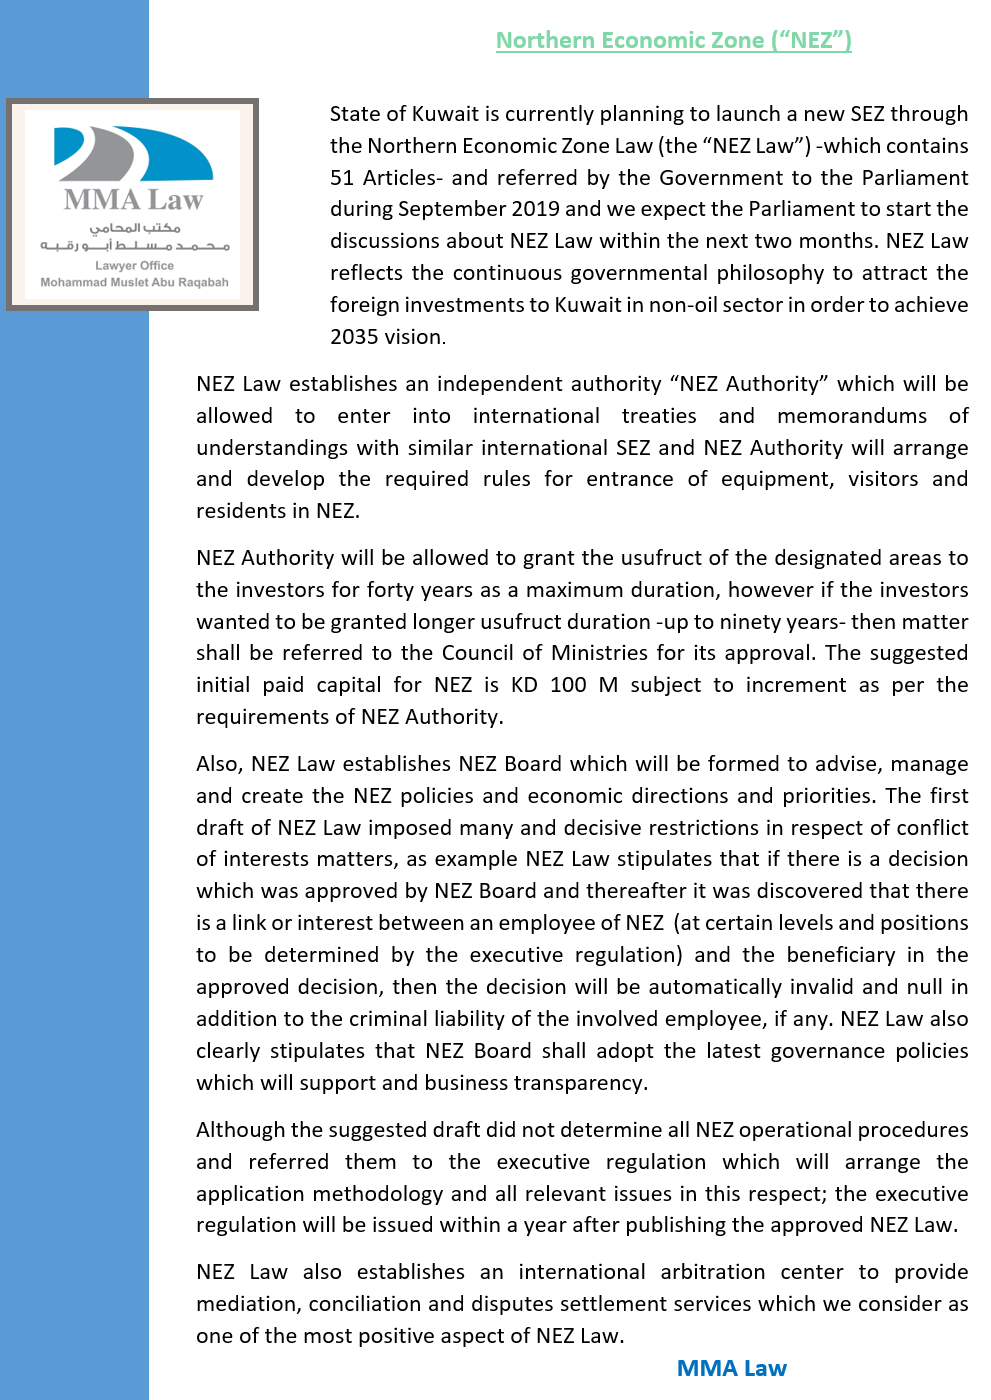 Northern Economic Zone (“NEZ”)
MMA Law
مكتب المحامي
محمد مسلط أبو رقبه
Lawyer Office
Mohammad Muslet Abu Raqabah
State of Kuwait is currently planning to launch a new SEZ through
the Northern Economic Zone Law (the “NEZ Law”) -which contains
51 Articles- and referred by the Government to the Parliament
during September 2019 and we expect the Parliament to start the
discussions about NEZ Law within the next two months. NEZ Law
reflects the continuous governmental philosophy to attract the
foreign investments to Kuwait in non-oil sector in order to achieve
2035 vision.
NEZ Law establishes an independent authority “NEZ Authority” which will be
allowed to enter into international treaties and memorandums of
understandings with similar international SEZ and NEZ Authority will arrange
and develop the required rules for entrance of equipment, visitors and
residents in NEZ.
NEZ Authority will be allowed to grant the usufruct of the designated areas to
the investors for forty years as a maximum duration, however if the investors
wanted to be granted longer usufruct duration -up to ninety years- then matter
shall be referred to the Council of Ministries for its approval. The suggested
initial paid capital for NEZ is KD 100 M subject to increment as per the
requirements of NEZ Authority.
Also, NEZ Law establishes NEZ Board which will be formed to advise, manage
and create the NEZ policies and economic directions and priorities. The first
draft of NEZ Law imposed many and decisive restrictions in respect of conflict
of interests matters, as example NEZ Law stipulates that if there is a decision
which was approved by NEZ Board and thereafter it was discovered that there
is a link or interest between an employee of NEZ (at certain levels and positions
to be determined by the executive regulation) and the beneficiary in the
approved decision, then the decision will be automatically invalid and null in
addition to the criminal liability of the involved employee, if any. NEZ Law also
clearly stipulates that NEZ Board shall adopt the latest governance policies
which will support and business transparency.
Although the suggested draft did not determine all NEZ operational procedures
and referred them to the executive regulation which will arrange the
application methodology and all relevant issues in this respect; the executive
regulation will be issued within a year after publishing the approved NEZ Law.
NEZ Law also establishes an international arbitration center to provide
mediation, conciliation and disputes settlement services which we consider as
one of the most positive aspect of NEZ Law.
MMA Law